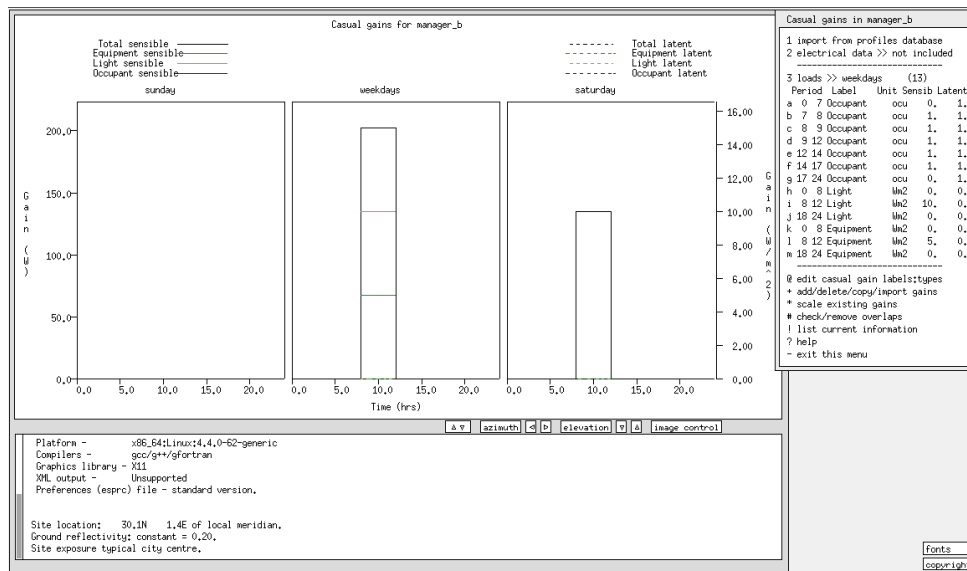 Casual gains for manager_b
Total sensible
Equipment sensible
Light sensible
Occupant sensible
Total latent
Equipment latent
Light latent
Occupant latent
sunday
weekdays
saturday
200.0
150.0
100.0
50.0
0.0
Gain (W)
16.00
14.00
12.00
10.00
8.00
6.00
4.00
2.00
0.00
Gain (W/m^2)
0.0 5.0 10.0 15.0 20.0
0.0 5.0 10.0 15.0 20.0
0.0 5.0 10.0 15.0 20.0
Time (hrs)
azimuth
elevation
image control
Platform - x86_64:Linux:4.4.0-62-generic
Compilers - gcc/g++/gfortran
Graphics library - X11
XML output - Unsupported
Preferences (esprc) file - standard version.
Site location: 30.1N 1.4E of local meridian.
Ground reflectivity: constant = 0.20.
Site exposure typical city centre.
Casual gains in manager_b
1 import from profiles database
2 electrical data >> not included
3 loads >> weekdays (13)
Period Label Unit Sensib Latent
a 0 7 Occupant ocu 0. 1.
b 7 8 Occupant ocu 1. 1.
c 8 9 Occupant ocu 1. 1.
d 9 12 Occupant ocu 1. 1.
e 12 14 Occupant ocu 1. 1.
f 14 17 Occupant ocu 1. 1.
g 17 24 Occupant ocu 0. 1.
h 0 8 Light Wm2 0. 0.
i 8 12 Light Wm2 10. 0.
j 18 24 Light Wm2 0. 0.
k 0 8 Equipment Wm2 0. 0.
l 8 12 Equipment Wm2 5. 0.
m 18 24 Equipment Wm2 0. 0.
@ edit casual gain labels:types
+ add/delete/copy/import gains
* scale existing gains
# check/remove overlaps
! list current information
? help
- exit this menu
fonts
copyright